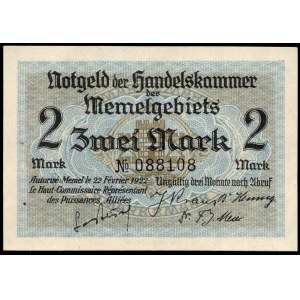 Notgeld der Handelskammer
des
Memelgebiets
2 Zwei Mark 2
Mark № 088108 Mark
Autorisé-Memel le 22 Février 1922
le Haut-Commissaire Représentant
des Puissances Alliées
Ungültig drei Monate nach Abruf